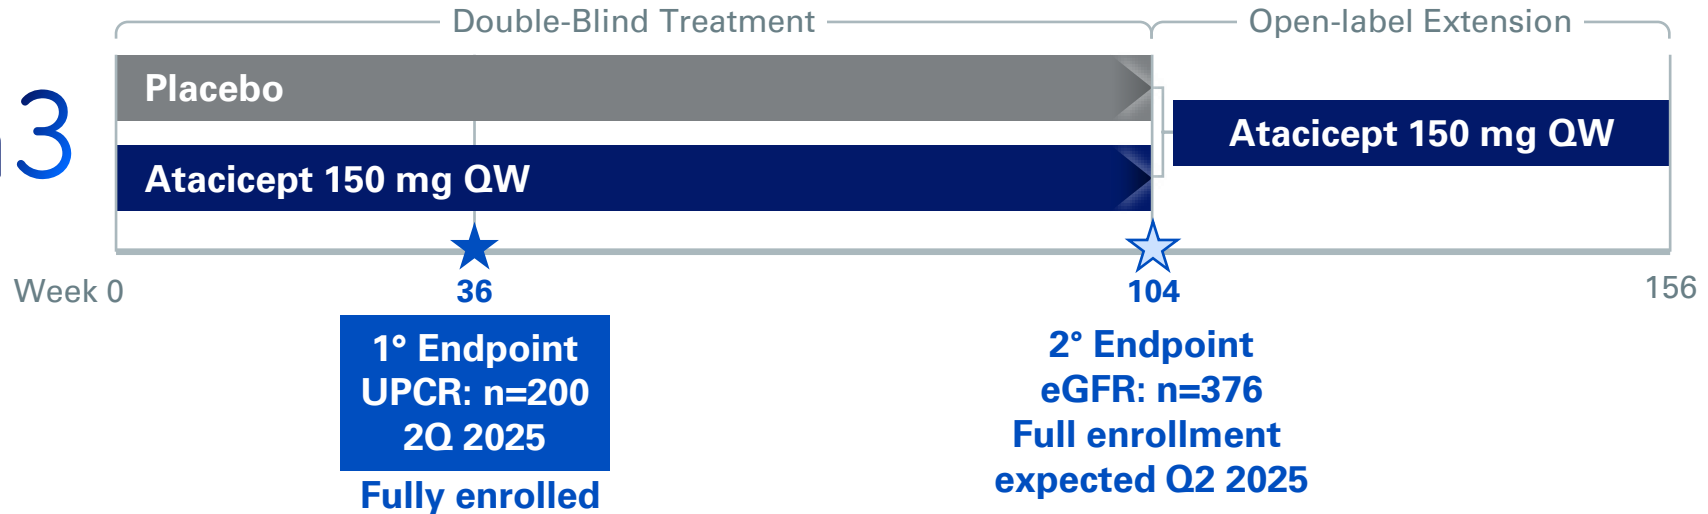 Double-Blind Treatment
Open-label Extension
3
Placebo
Atacicept 150 mg QW
Atacicept 150 mg QW
Week 0
36
104
156
1° Endpoint
UPCR: n=200
2Q 2025
Fully enrolled
2° Endpoint
eGFR: n=376
Full enrollment
expected Q2 2025